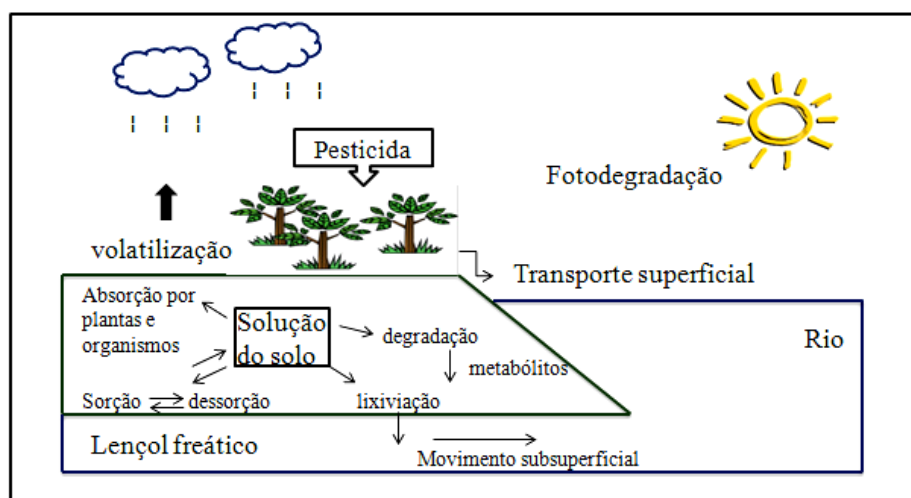 Pesticida
Fotodegradação
volatilização
Transporte superficial
Absorção por
plantas e
organismos
Solução
do solo
degradação
Rio
metabólitos
Sorção
dessorção
lixiviação
Lençol freático
Movimento subsuperficial